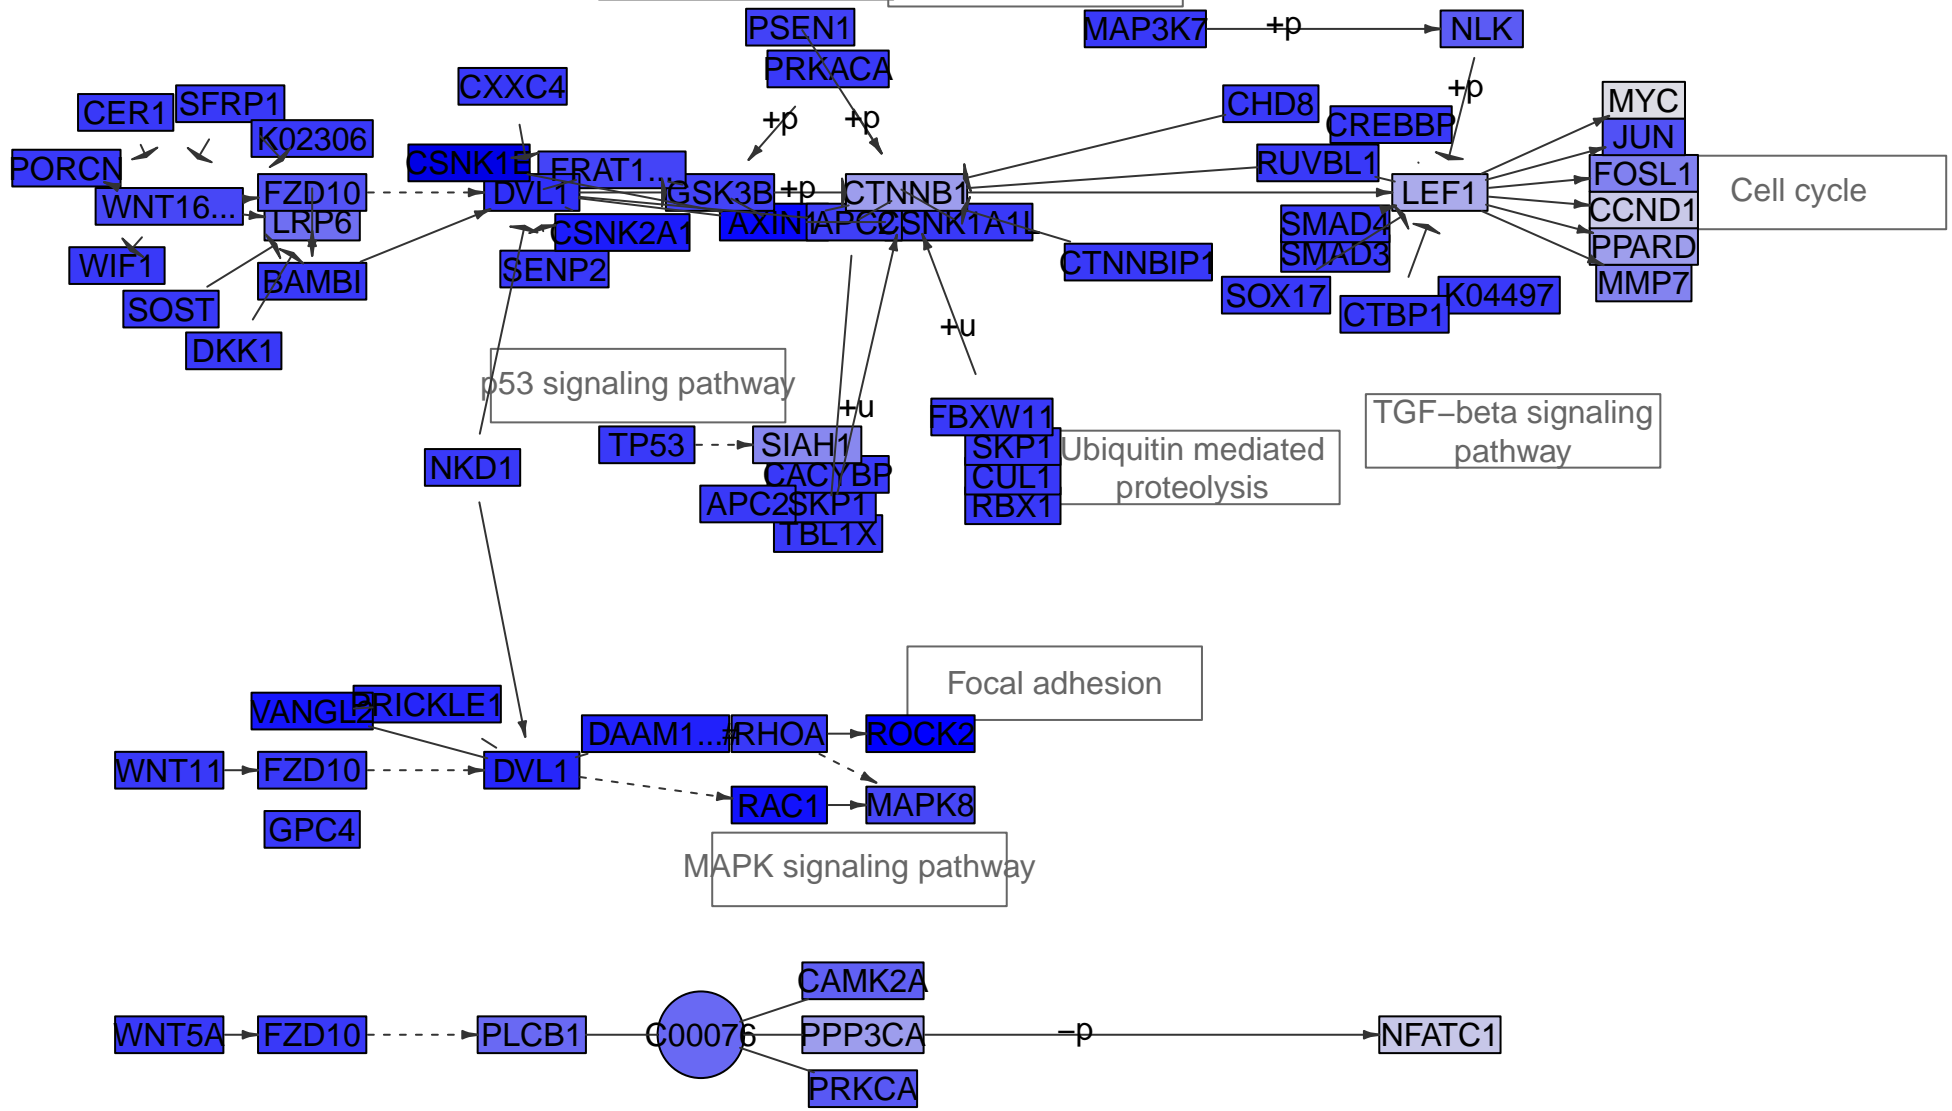 PSEN1
MAP3K7
+p
NLK
PRKACA
CXXC4
+p
CER1
SFRP1
CHD8
MYC
+p
+p
CREBBP
K02306
JUN
PORCN
CSNK1E
FRAT1...
RUVBL1
FOSL1
Cell cycle
WNT16...
FZD10
DVL1
GSK3B
+p
CTNNB1
LEF1
LRP6
AXIN1
APC2
CSNK1A1L
CCND1
SMAD4
CSNK2A1
PPARD
WIF1
BAMBI
SENP2
CTNNBIP1
SMAD3
MMP7
SOST
SOX17
K04497
CTBP1
DKK1
+u
p53 signaling pathway
+u
FBXW11
TGF−beta signaling
pathway
TP53
SIAH1
SKP1
Ubiquitin mediated
proteolysis
NKD1
CACYBP
CUL1
APC2
SKP1
RBX1
TBL1X
Focal adhesion
VANGL2
PRICKLE1
DAAM1...#
RHOA
ROCK2
WNT11
FZD10
DVL1
RAC1
MAPK8
GPC4
MAPK signaling pathway
CAMK2A
WNT5A
FZD10
PLCB1
C00076
PPP3CA
−p
NFATC1
PRKCA